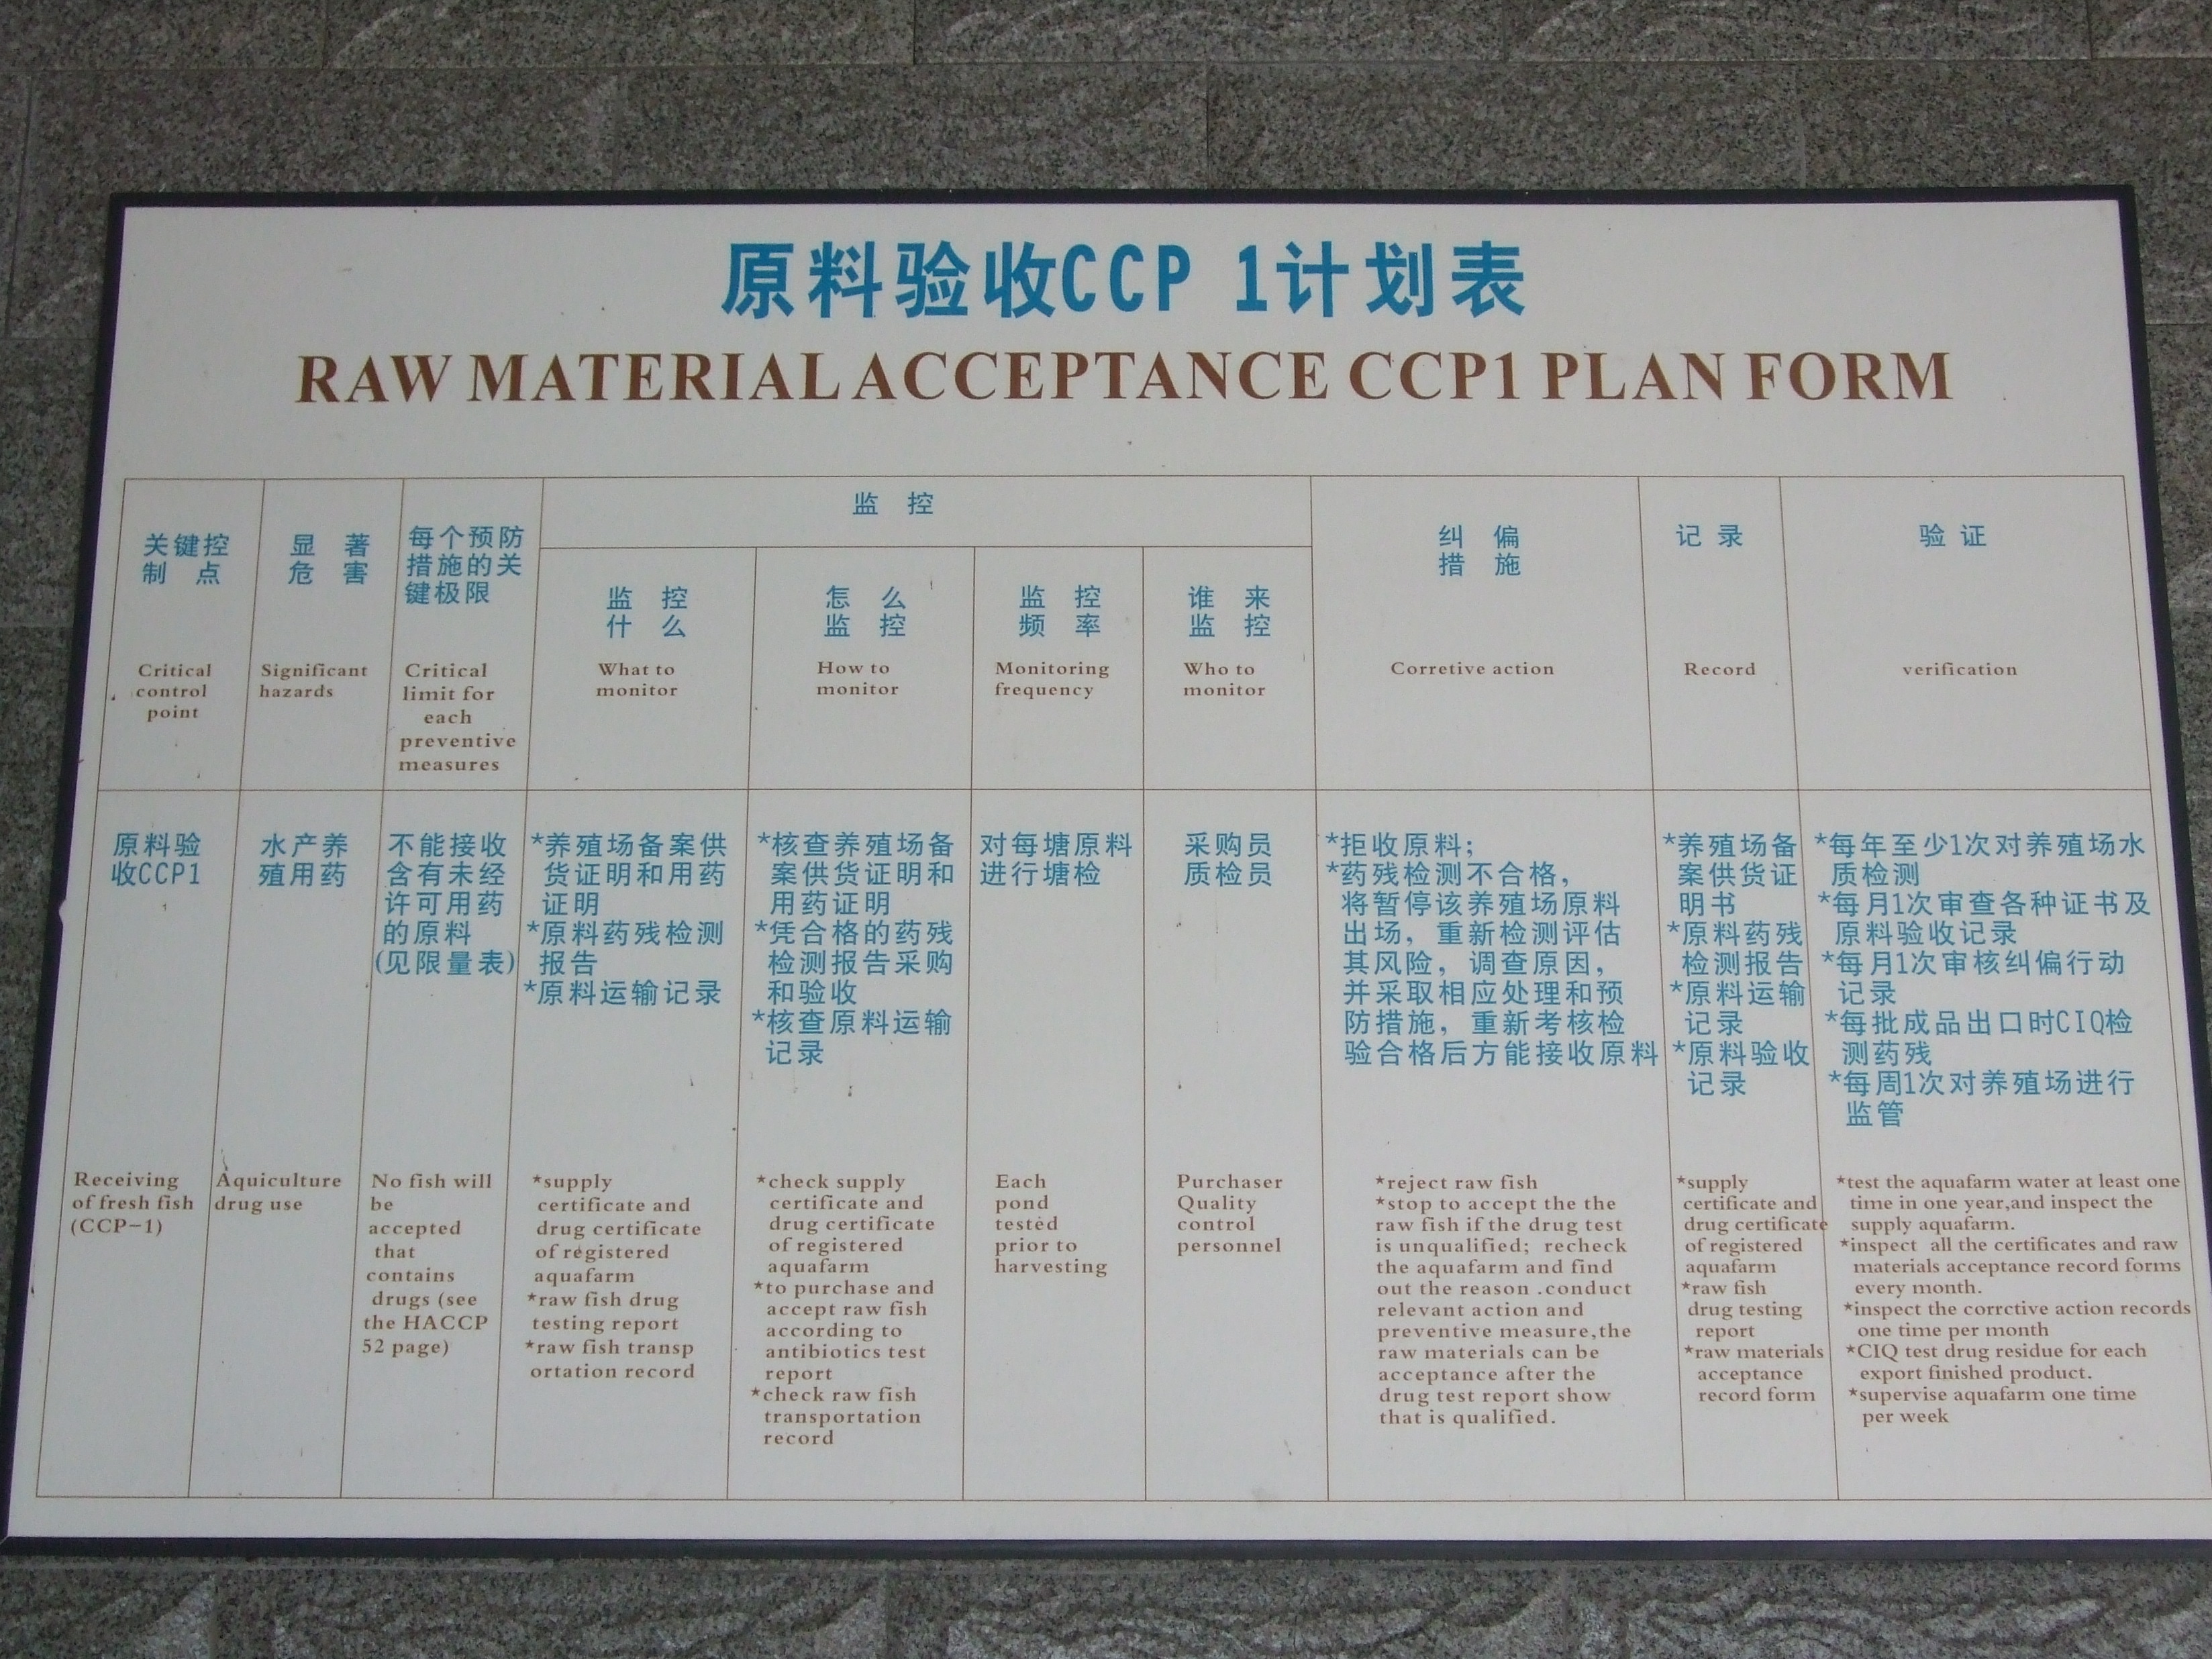 原料验收CCP 1计划表
RAW MATERIAL ACCEPTANCE CCP1 PLAN FORM
关键控
制 点
Critical
control
point
显 著
危 害
Significant
hazards
每个预防
措施的关
键极限
Critical
limit for
each
preventive
measures
监 控
监 控
什 么
What to
monitor
怎 么
监 控
How to
monitor
监 控
频 率
Monitoring
frequency
谁 来
监 控
Who to
monitor
纠 偏
措 施
Corretive action
记 录
Record
验 证
verification
原料验
收CCP1
Receiving
of fresh fish
(CCP-1)
水产养
殖用药
Aquiculture
drug use
不能接收
含有未经
许可用药
的原料
(见限量表)
No fish will
be
accepted
that
contains
drugs (see
the HACCP
52 page)
*养殖场备案供
货证明和用药
证明
*原料药残检测
报告
*原料运输记录
*supply
certificate and
drug certificate
of registered
aquafarm
*raw fish drug
testing report
*raw fish transp
ortation record
*核查养殖场备
案供货证明和
用药证明
*凭合格的药残
检测报告采购
和验收
*核查原料运输
记录
*check supply
certificate and
drug certificate
of registered
aquafarm
*to purchase and
accept raw fish
according to
antibiotics test
report
*check raw fish
transportation
record
对每塘原料
进行塘检
Each
pond
tested
prior to
harvesting
采购员
质检员
Purchaser
Quality
control
personnel
*拒收原料;
*药残检测不合格,
将暂停该养殖场原料
出场, 重新检测评估
其风险, 调查原因,
并采取相应处理和预
防措施, 重新考核检
验合格后方能接收原料
*reject raw fish
*stop to accept the the
raw fish if the drug test
is unqualified; recheck
the aquafarm and find
out the reason .conduct
relevant action and
preventive measure,the
raw materials can be
acceptance after the
drug test report show
that is qualified.
*养殖场备
案供货证
明书
*原料药残
检测报告
*原料运输
记录
*原料验收
记录
*supply
certificate and
drug certificate
of registered
aquafarm
*raw fish
drug testing
report
*raw materials
acceptance
record form
*每年至少1次对养殖场水
质检测
*每月1次审查各种证书及
原料验收记录
*每月1次审核纠偏行动
记录
*每批成品出口时CIQ检
测药残
*每周1次对养殖场进行
监管
*test the aquafarm water at least one
time in one year,and inspect the
supply aquafarm.
*inspect all the certificates and raw
materials acceptance record forms
every month.
*inspect the corrctive action records
one time per month
*CIQ test drug residue for each
export finished product.
*supervise aquafarm one time
per week